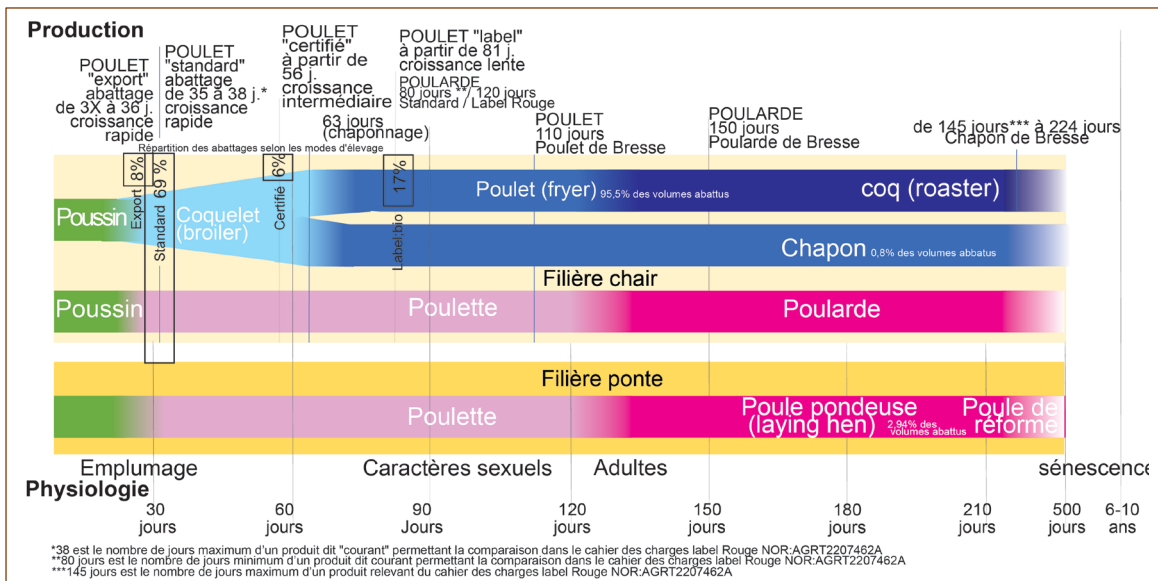 Production
POULET
"export"
abattage
de 3X à 36 j.
croissance
rapide
POULET
"standard"
abattage
de 35 à 38 j.*
croissance
rapide
POULET
"certifié"
à partir de
56 j.
croissance
intermédiaire
63 jours
(chaponnage)
POULET "label"
à partir de 81 j.
croissance lente
POULARDE
80 jours **/ 120 jours
Standard / Label Rouge
POULET
110 jours
Poulet de Bresse
POULARDE
150 jours
Poularde de Bresse
de 145 jours*** à 224 jours
Chapon de Bresse
Répartition des abattages selon les modes d'élevage
Export 8%
Standard 69 %
Certifié 6%
Label;bio 17%
Poussin
Coquelet
(broiler)
Poulet (fryer) 95,5% des volumes abattus
coq (roaster)
Chapon 0,8% des volumes abbatus
Filière chair
Poussin
Poulette
Poularde
Filière ponte
Poulette
Poule pondeuse
(laying hen) 2,94% des
volumes abattus
Poule de
réforme
Emplumage
Caractères sexuels
Adultes
sénescence
Physiologie
30
jours
60
jours
90
Jours
120
jours
150
jours
180
jours
210
jours
500
jours
6-10
ans
*38 est le nombre de jours maximum d'un produit dit "courant" permettant la comparaison dans le cahier des charges label Rouge NOR:AGRT2207462A
**80 jours est le nombre de jours minimum d'un produit dit courant permettant la comparaison dans le cahier des charges label Rouge NOR:AGRT2207462A
***145 jours est le nombre de jours maximum d'un produit relevant du cahier des charges label Rouge NOR:AGRT2207462A